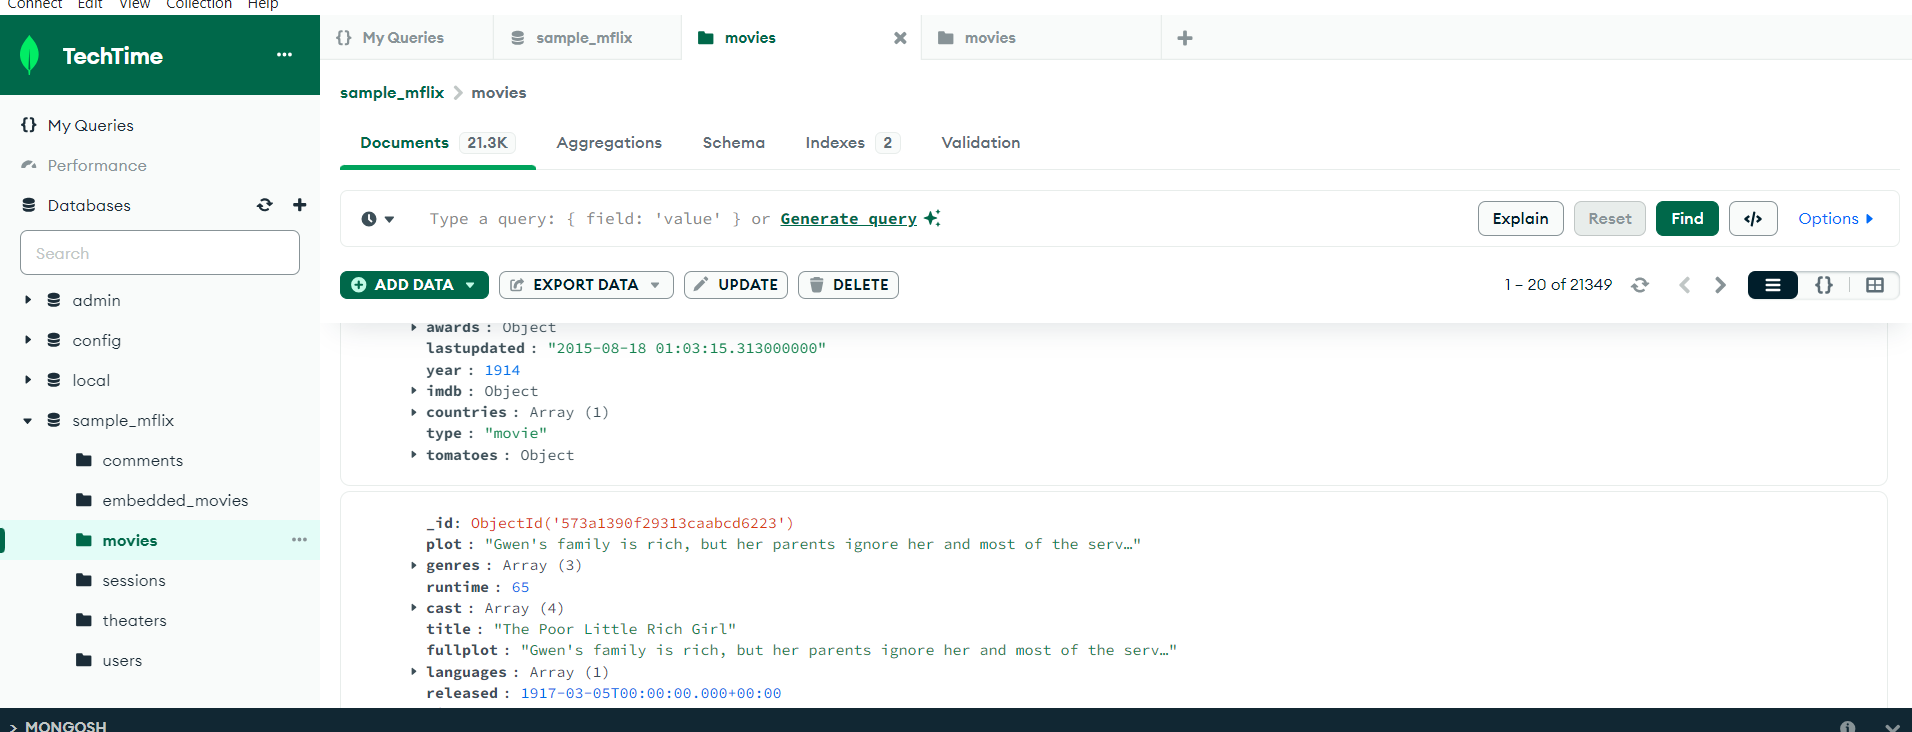 Connect Edit View Collection Help
TechTime
My Queries
Performance
Databases
Search
admin
config
local
sample_mflix
comments
embedded_movies
movies
sessions
theaters
users
{} My Queries
sample_mflix
movies
movies
sample_mflix > movies
Documents 21.3K Aggregations Schema Indexes 2 Validation
Type a query: { field: 'value' } or Generate query
Explain Reset Find </> Options
ADD DATA EXPORT DATA UPDATE DELETE 1 – 20 of 21349 {}
awards : Object
lastupdated : "2015-08-18 01:03:15.313000000"
year : 1914
imdb : Object
countries : Array (1)
type : "movie"
tomatoes : Object
_id: ObjectId('573a1390f29313caabcd6223')
plot : "Gwen's family is rich, but her parents ignore her and most of the serv…"
genres : Array (3)
runtime : 65
cast : Array (4)
title : "The Poor Little Rich Girl"
fullplot : "Gwen's family is rich, but her parents ignore her and most of the serv…"
languages : Array (1)
released : 1917-03-05T00:00:00.000+00:00
>_MONGOSH